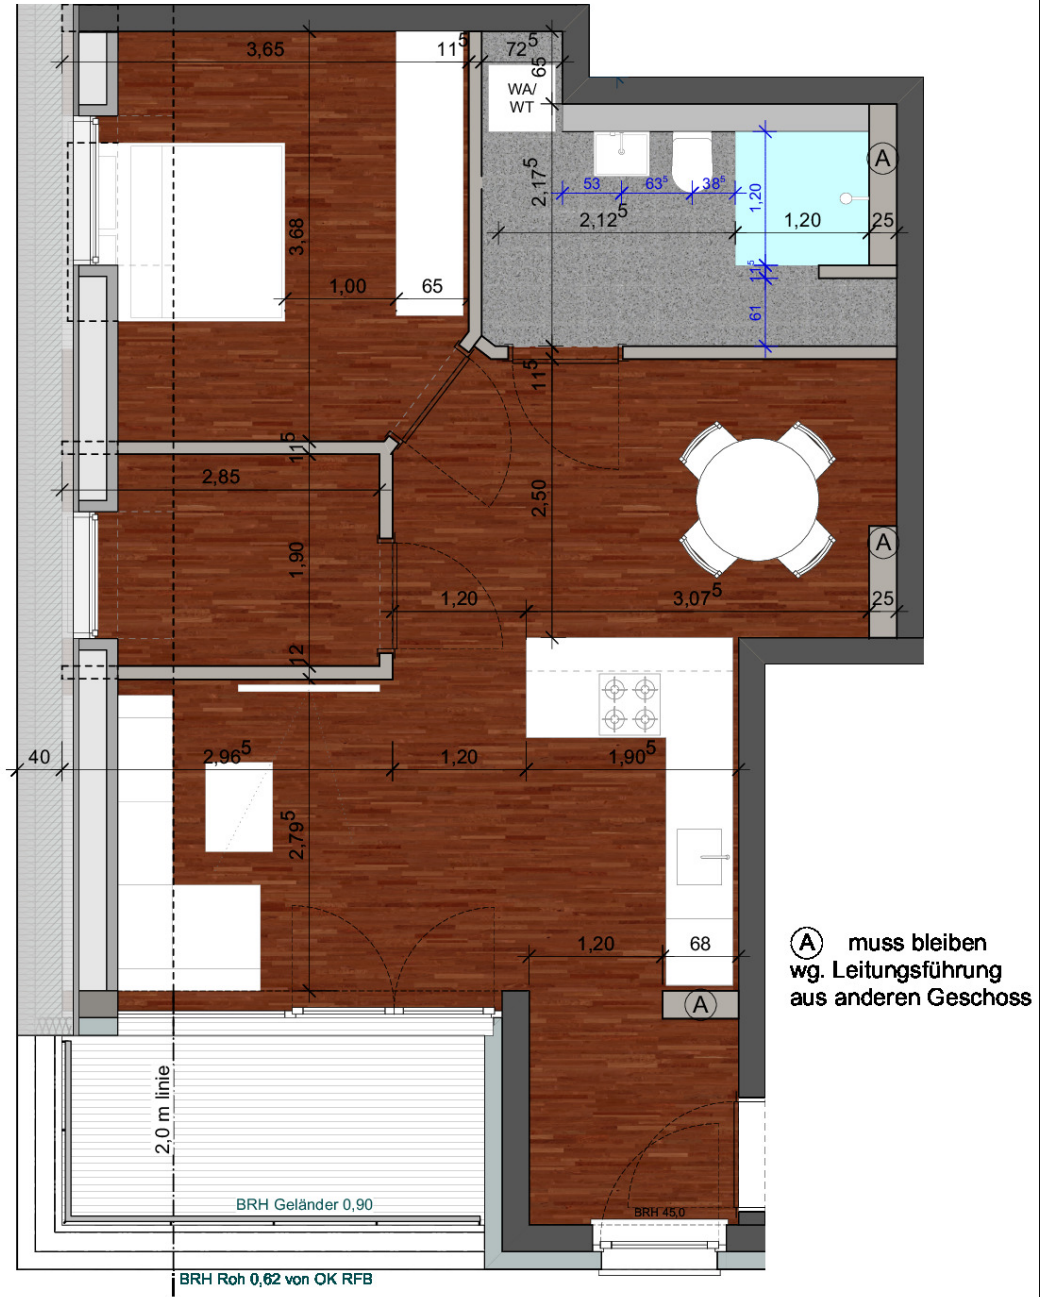 3,65
11⁵
72⁵
65
WA/
WT
A
2,17⁵
53
63⁵
38⁵
1,20
3,68
2,12⁵
1,20
25
11⁵
1,00
65
61
11⁵
11⁵
2,85
2,50
1,90
A
1,20
3,07⁵
25
12
40
2,96⁵
1,20
1,90⁵
2,79⁵
1,20
68
A
A muss bleiben
wg. Leitungsführung
aus anderen Geschoss
2,0 m linie
BRH Geländer 0,90
BRH 45,0
BRH Roh 0,62 von OK RFB